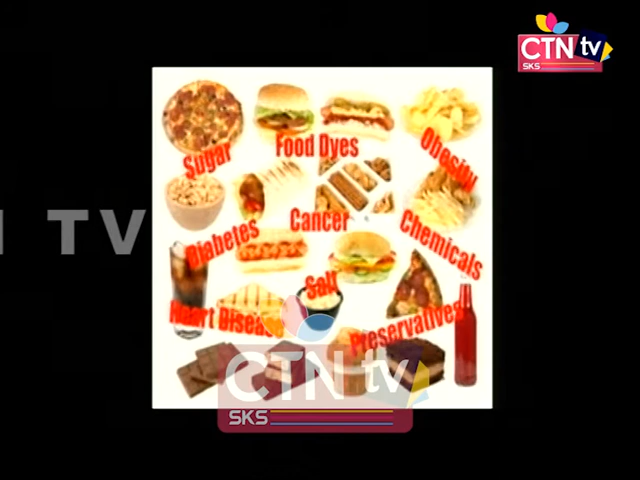 CTN tv
SKS
Sugar
Food Dyes
Obesity
Diabetes
Cancer
Chemicals
TV
Salt
Heart Disease
Preservatives
CTN tv
SKS